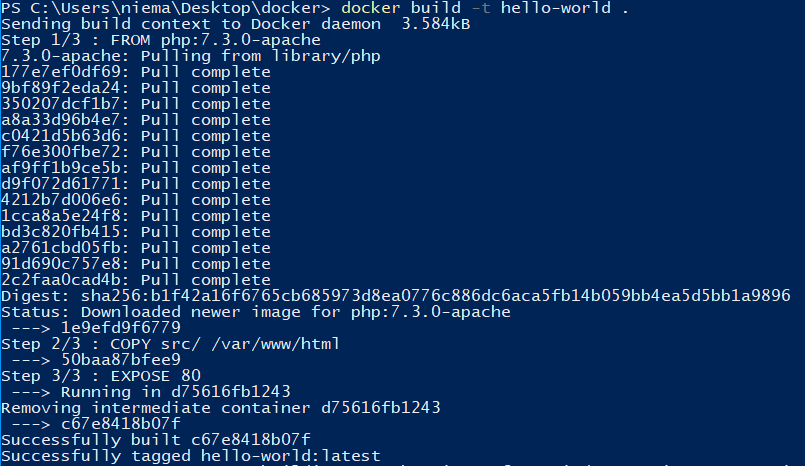 PS C:\Users\niema\Desktop\docker> docker build -t hello-world .
Sending build context to Docker daemon  3.584kB
Step 1/3 : FROM php:7.3.0-apache
7.3.0-apache: Pulling from library/php
177e7ef0df69: Pull complete
9bf89f2eda24: Pull complete
350207dcf1b7: Pull complete
a8a33d96b4e7: Pull complete
c0421d5b63d6: Pull complete
f76e300fbe72: Pull complete
af9ff1b9ce5b: Pull complete
d9f072d61771: Pull complete
4212b7d006e6: Pull complete
1cca8a5e24f8: Pull complete
bd3c820fb415: Pull complete
a2761cbd05fb: Pull complete
91d690c757e8: Pull complete
2c2faa0cad4b: Pull complete
Digest: sha256:b1f42a16f6765cb685973d8ea0776c886dc6aca5fb14b059bb4ea5d5bb1a9896
Status: Downloaded newer image for php:7.3.0-apache
 ---> 1e9efd9f6779
Step 2/3 : COPY src/ /var/www/html
 ---> 50baa87bfee9
Step 3/3 : EXPOSE 80
 ---> Running in d75616fb1243
Removing intermediate container d75616fb1243
 ---> c67e8418b07f
Successfully built c67e8418b07f
Successfully tagged hello-world:latest